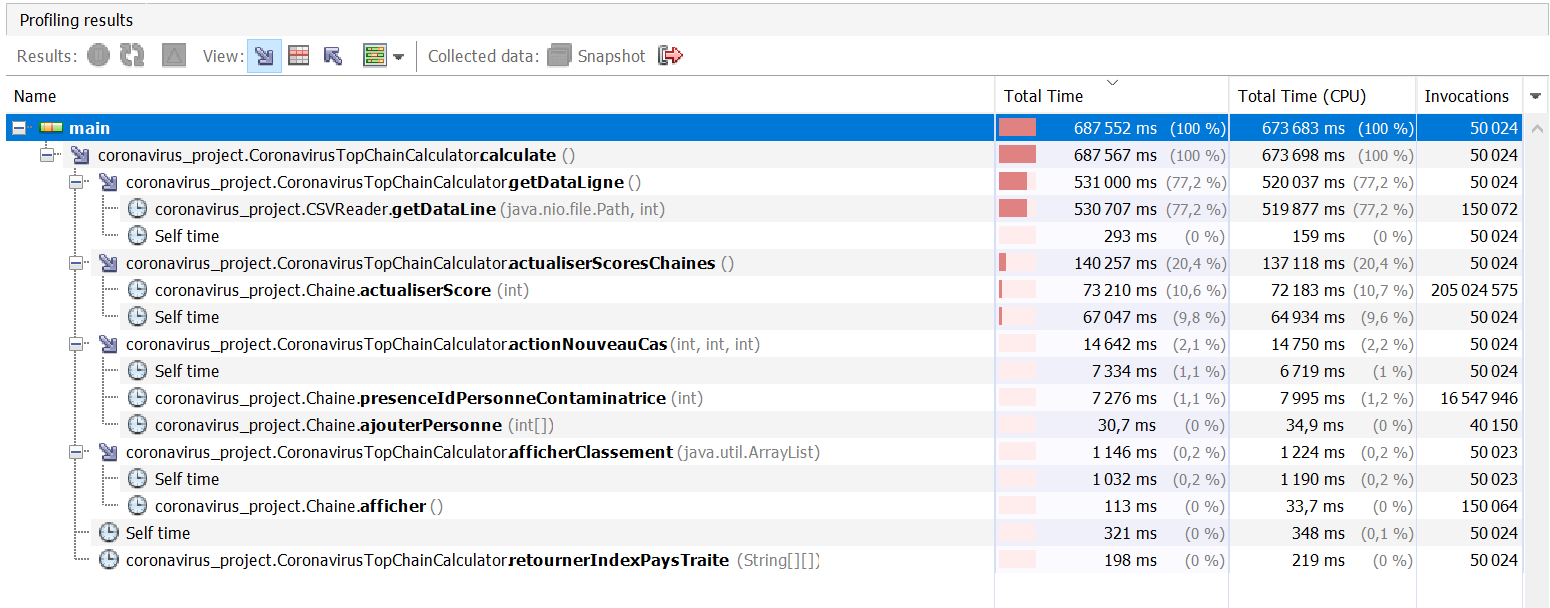 Profiling results
Results: View: Collected data: Snapshot
Name Total Time Total Time (CPU) Invocations
main 687 552 ms (100 %) 673 683 ms (100 %) 50 024
coronavirus_project.CoronavirusTopChainCalculator.calculate () 687 567 ms (100 %) 673 698 ms (100 %) 50 024
coronavirus_project.CoronavirusTopChainCalculator.getDataLigne () 531 000 ms (77,2 %) 520 037 ms (77,2 %) 50 024
coronavirus_project.CSVReader.getDataLine (java.nio.file.Path, int) 530 707 ms (77,2 %) 519 877 ms (77,2 %) 150 072
Self time 293 ms (0 %) 159 ms (0 %) 50 024
coronavirus_project.CoronavirusTopChainCalculator.actualiserScoresChaines () 140 257 ms (20,4 %) 137 118 ms (20,4 %) 50 024
coronavirus_project.Chaine.actualiserScore (int) 73 210 ms (10,6 %) 72 183 ms (10,7 %) 205 024 575
Self time 67 047 ms (9,8 %) 64 934 ms (9,6 %) 50 024
coronavirus_project.CoronavirusTopChainCalculator.actionNouveauCas (int, int, int) 14 642 ms (2,1 %) 14 750 ms (2,2 %) 50 024
Self time 7 334 ms (1,1 %) 6 719 ms (1 %) 50 024
coronavirus_project.Chaine.presenceIdPersonneContaminatrice (int) 7 276 ms (1,1 %) 7 995 ms (1,2 %) 16 547 946
coronavirus_project.Chaine.ajouterPersonne (int[]) 30,7 ms (0 %) 34,9 ms (0 %) 40 150
coronavirus_project.CoronavirusTopChainCalculator.afficherClassement (java.util.ArrayList) 1 146 ms (0,2 %) 1 224 ms (0,2 %) 50 023
Self time 1 032 ms (0,2 %) 1 190 ms (0,2 %) 50 023
coronavirus_project.Chaine.afficher () 113 ms (0 %) 33,7 ms (0 %) 150 064
Self time 321 ms (0 %) 348 ms (0,1 %) 50 024
coronavirus_project.CoronavirusTopChainCalculator.retournerIndexPaysTraite (String[][]) 198 ms (0 %) 219 ms (0 %) 50 024